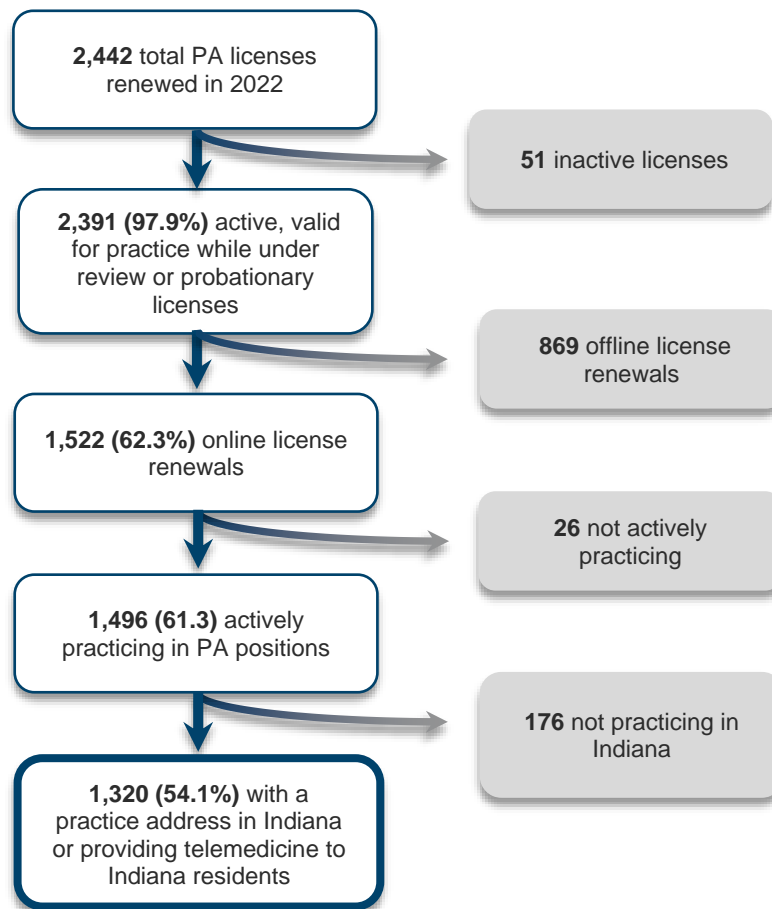 2,442 total PA licenses
renewed in 2022
51 inactive licenses
2,391 (97.9%) active, valid
for practice while under
review or probationary
licenses
869 offline license
renewals
1,522 (62.3%) online license
renewals
26 not actively
practicing
1,496 (61.3) actively
practicing in PA positions
176 not practicing in
Indiana
1,320 (54.1%) with a
practice address in Indiana
or providing telemedicine to
Indiana residents